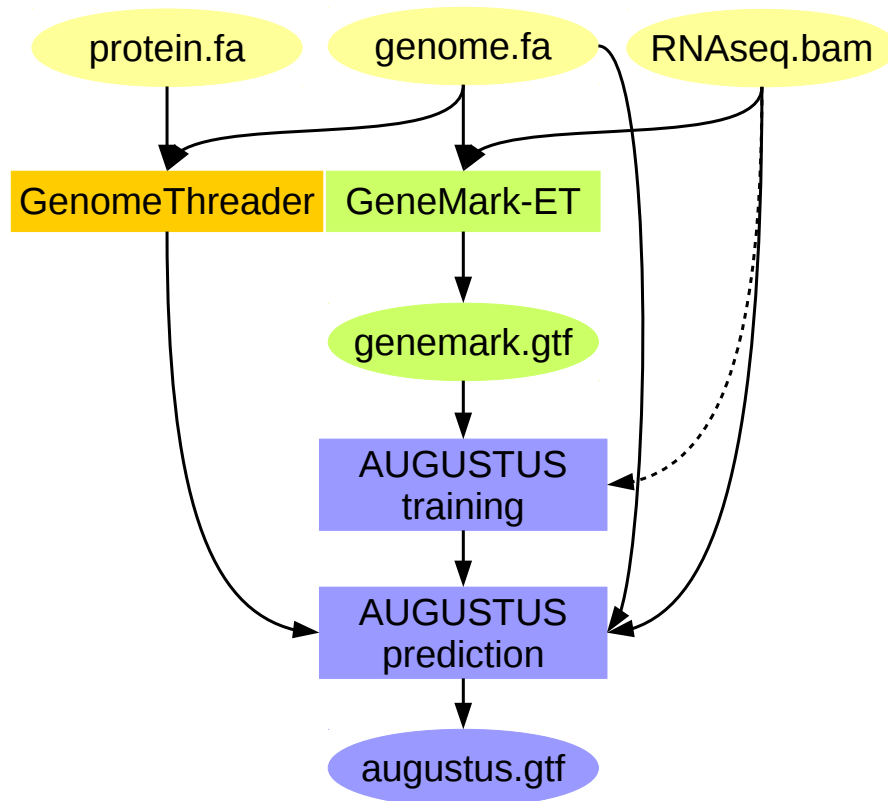 protein.fa
genome.fa
RNAseq.bam
GenomeThreader
GeneMark-ET
genemark.gtf
AUGUSTUS
training
AUGUSTUS
prediction
augustus.gtf